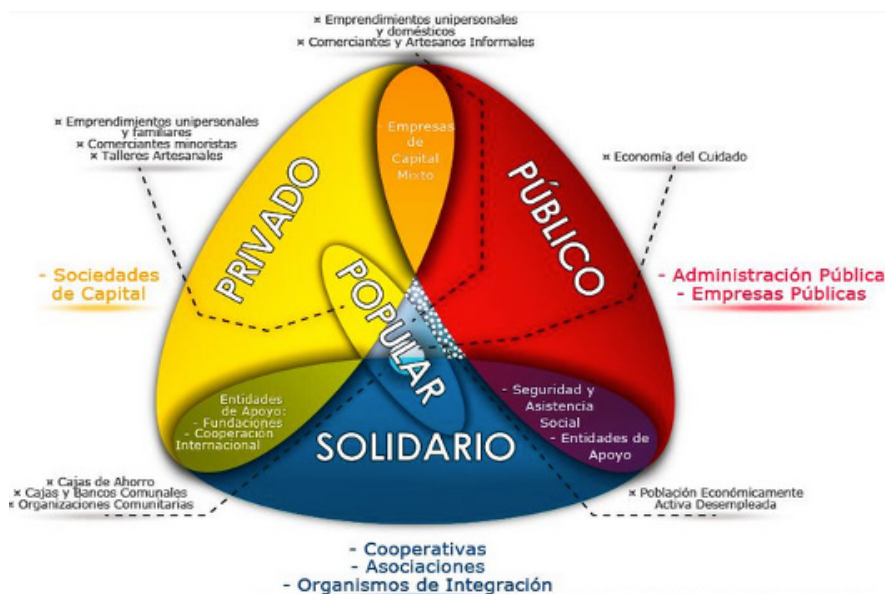 ¤ Emprendimientos unipersonales
y domésticos
¤ Comerciantes y Artesanos Informales
¤ Emprendimientos unipersonales
y familiares
¤ Comerciantes minoristas
¤ Talleres Artesanales
- Empresas
de
Capital
Mixto
¤ Economía del Cuidado
PRIVADO
PÚBLICO
- Sociedades
de Capital
- Administración Pública
- Empresas Públicas
POPULAR
Entidades
de Apoyo:
- Fundaciones
- Cooperación
Internacional
- Seguridad y
Asistencia
Social
- Entidades de
Apoyo
SOLIDARIO
¤ Cajas de Ahorro
¤ Cajas y Bancos Comunales
¤ Organizaciones Comunitarias
¤ Población Económicamente
Activa Desempleada
- Cooperativas
- Asociaciones
- Organismos de Integración